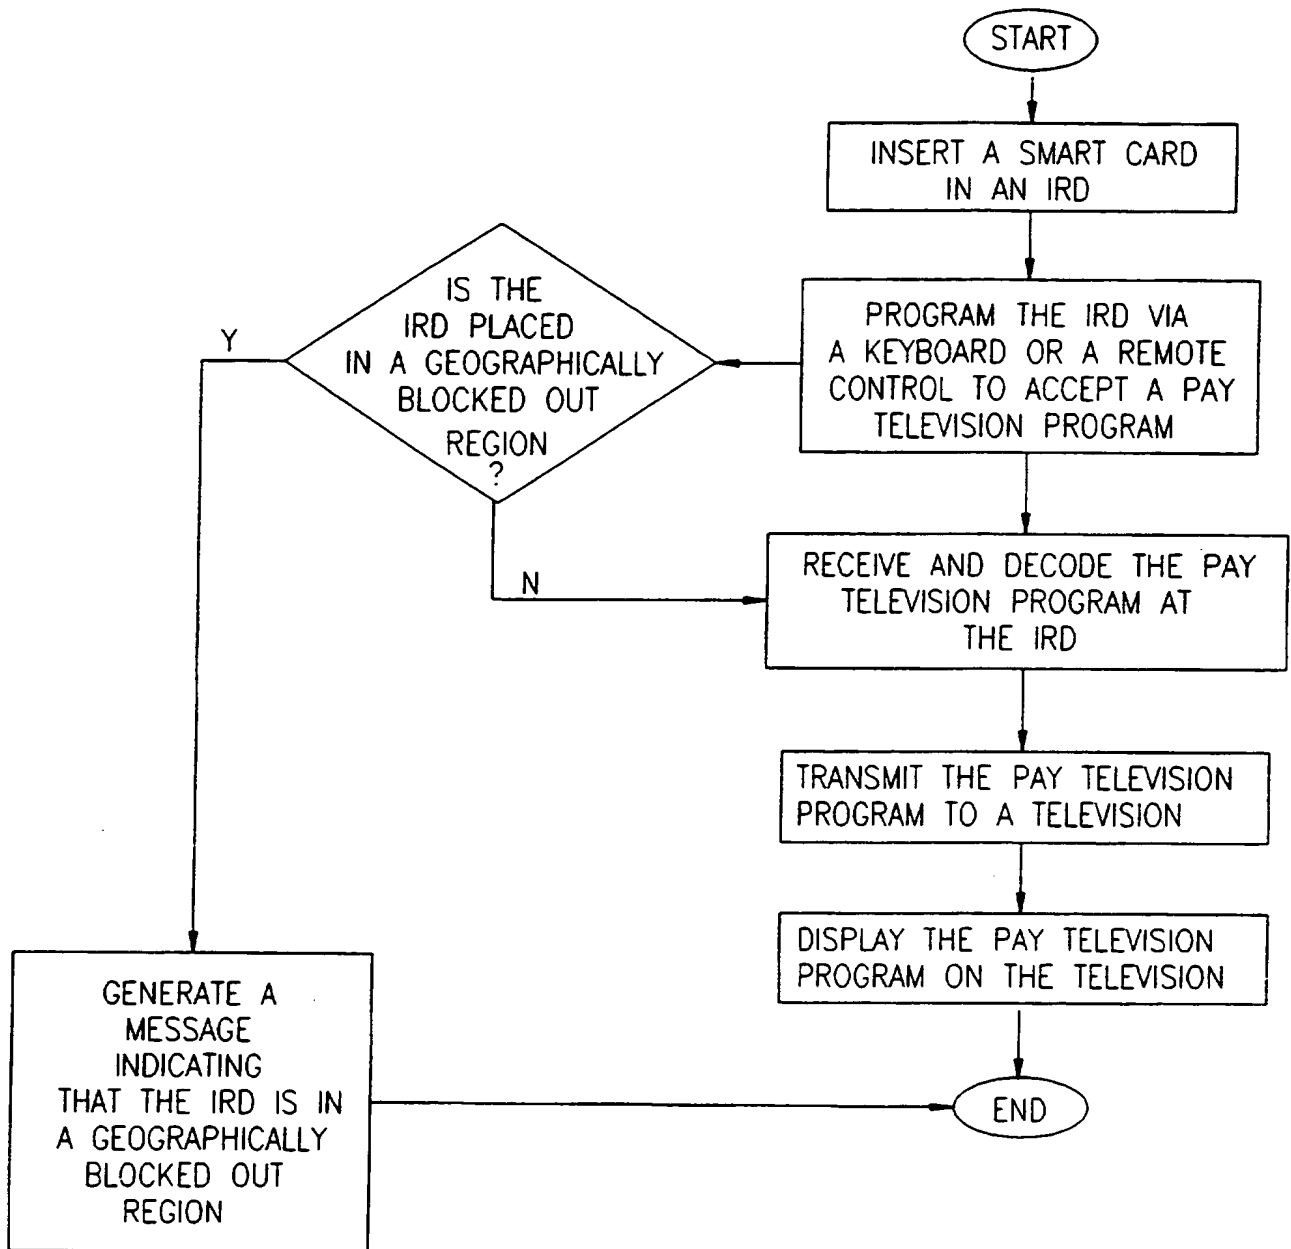 START
INSERT A SMART CARD
IN AN IRD
PROGRAM THE IRD VIA
A KEYBOARD OR A REMOTE
CONTROL TO ACCEPT A PAY
TELEVISION PROGRAM
IS THE
IRD PLACED
IN A GEOGRAPHICALLY
BLOCKED OUT
REGION
?
Y
N
RECEIVE AND DECODE THE PAY
TELEVISION PROGRAM AT
THE IRD
TRANSMIT THE PAY TELEVISION
PROGRAM TO A TELEVISION
DISPLAY THE PAY TELEVISION
PROGRAM ON THE TELEVISION
GENERATE A
MESSAGE
INDICATING
THAT THE IRD IS IN
A GEOGRAPHICALLY
BLOCKED OUT
REGION
END